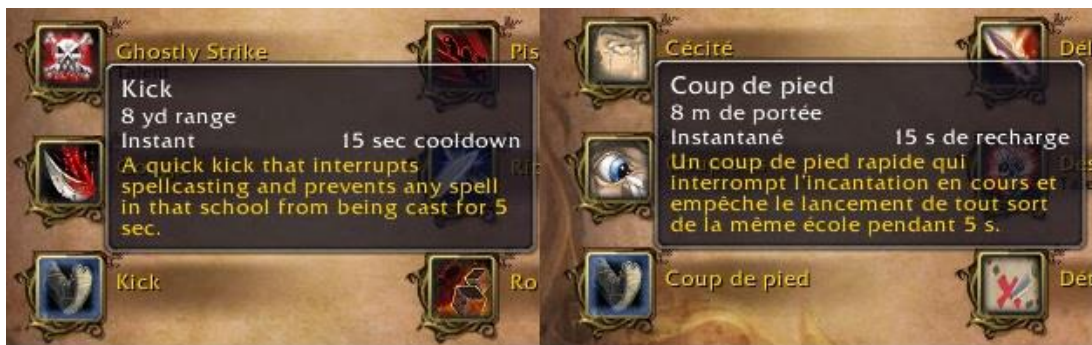 Ghostly Strike
Pis
Kick
8 yd range
Instant 15 sec cooldown
A quick kick that interrupts
spellcasting and prevents any spell
in that school from being cast for 5
sec.
Kick
Ro
Cécité
Dél
Coup de pied
8 m de portée
Instantané 15 s de recharge
Un coup de pied rapide qui
interrompt l'incantation en cours et
empêche le lancement de tout sort
de la même école pendant 5 s.
Coup de pied